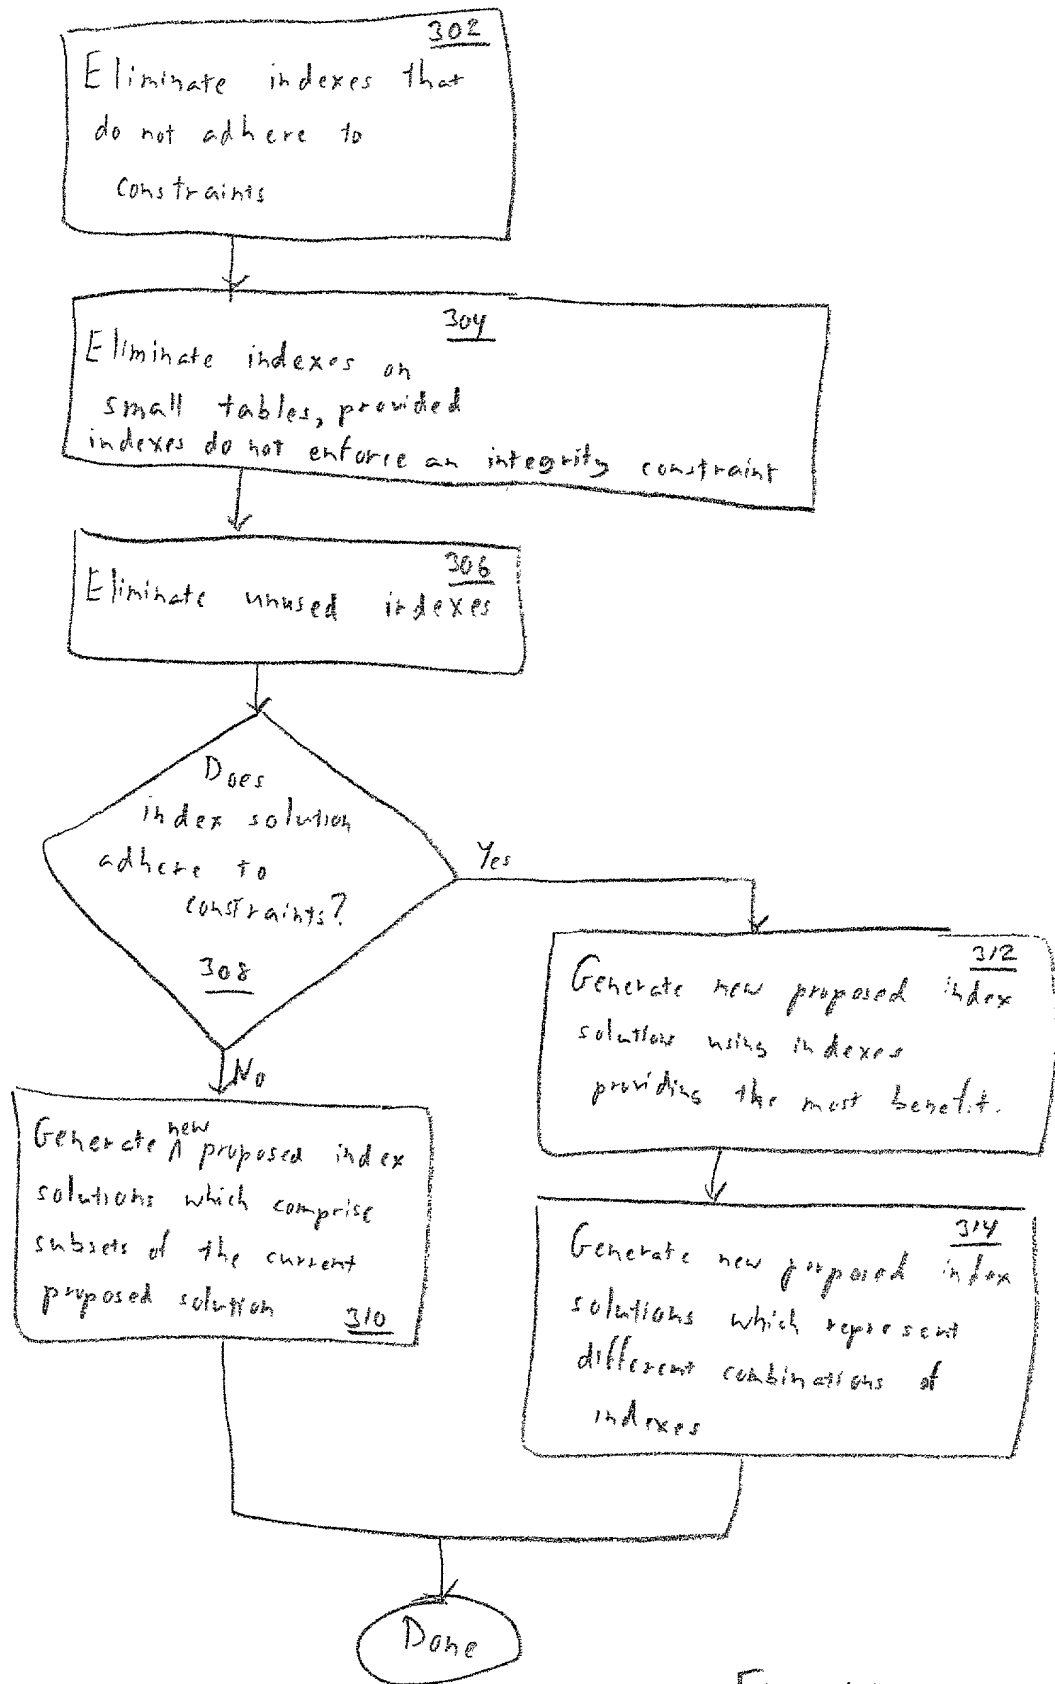 302
Eliminate indexes that
do not adhere to
constraints
304
Eliminate indexes on
small tables, provided
indexes do not enforce an integrity constraint
306
Eliminate unused indexes
Does
index solution
adhere to
constraints?
308
Yes
No
Generate new proposed index
solutions which comprise
subsets of the current
proposed solution
310
312
Generate new proposed index
solution using indexes
providing the most benefit.
314
Generate new proposed index
solutions which represent
different combinations of
indexes
Done